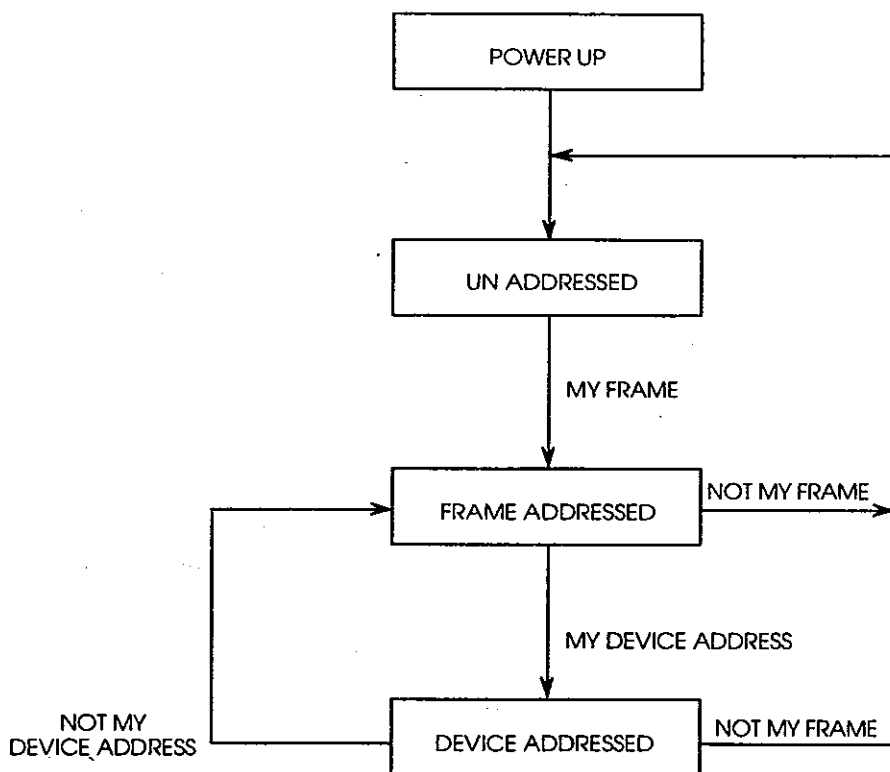 POWER UP
UN ADDRESSED
MY FRAME
FRAME ADDRESSED
NOT MY FRAME
MY DEVICE ADDRESS
NOT MY
DEVICE ADDRESS
DEVICE ADDRESSED
NOT MY FRAME